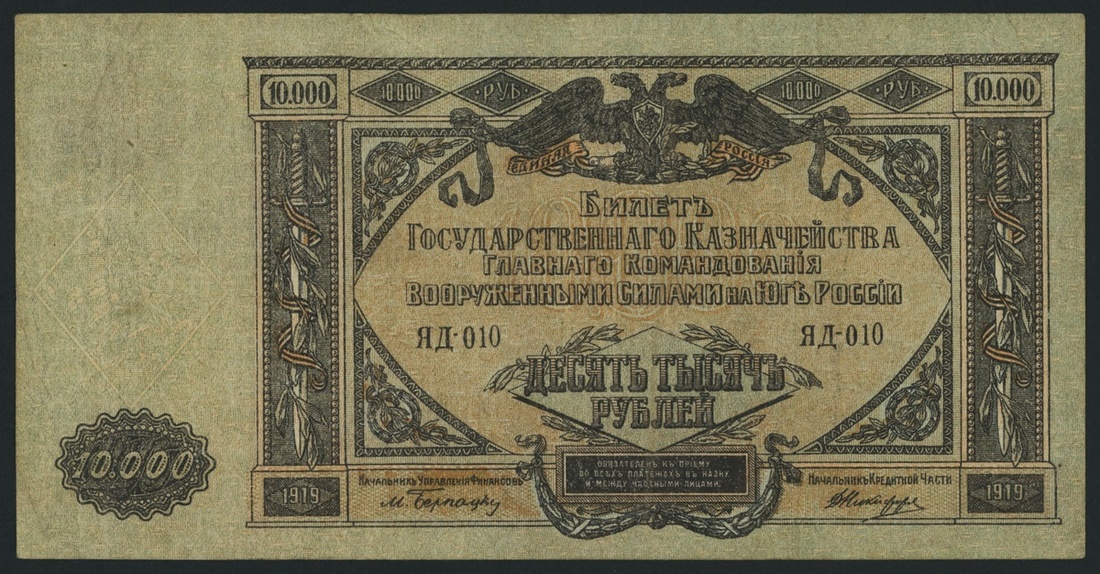 10.000 10.000 РУБ. 10.000 РУБ. 10.000
ЕДИНАЯ РОССІЯ
Билетъ
Государственнаго Казначейства
Главнаго Командованія
Вооруженными Силами на Югѣ Россіи
ЯД-010 ЯД-010
ДЕСЯТЬ ТЫСЯЧЪ
РУБЛЕЙ
10.000
ОБЯЗАТЕЛЕНЪ КЪ ПРІЕМУ
ВО ВСѢХЪ ПЛАТЕЖАХЪ ВЪ КАЗНУ
И МЕЖДУ ЧАСТНЫМИ ЛИЦАМИ.
Начальникъ Управленія Финансовъ
Начальникъ Кредитной Части
1919 М. Бернацкій 1919